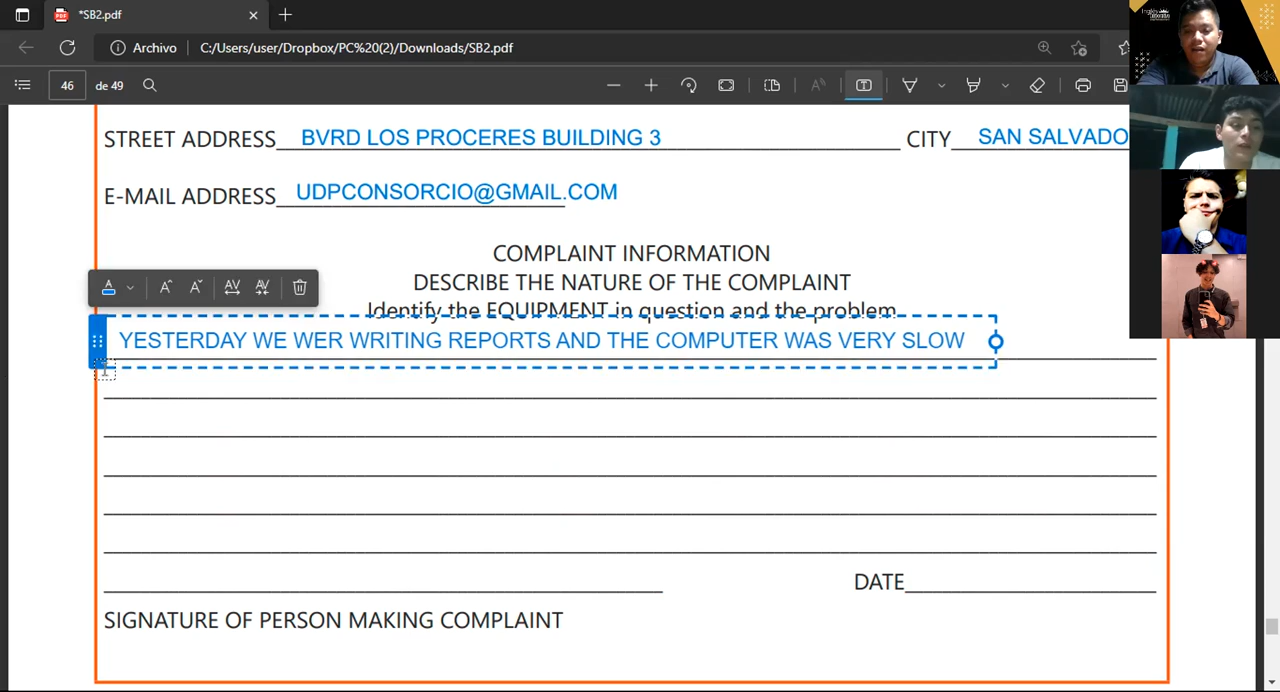 *SB2.pdf
Archivo C:/Users/user/Dropbox/PC%20(2)/Downloads/SB2.pdf
46 de 49
STREET ADDRESS BVRD LOS PROCERES BUILDING 3 CITY SAN SALVADO
E-MAIL ADDRESS UDPCONSORCIO@GMAIL.COM
COMPLAINT INFORMATION
DESCRIBE THE NATURE OF THE COMPLAINT
Identify the EQUIPMENT in question and the problem
YESTERDAY WE WER WRITING REPORTS AND THE COMPUTER WAS VERY SLOW
DATE
SIGNATURE OF PERSON MAKING COMPLAINT